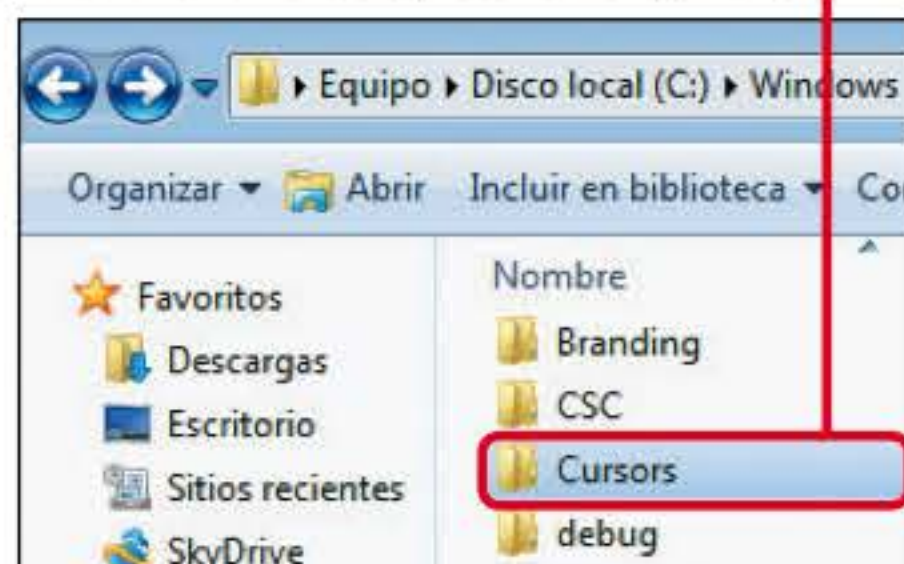 Equipo Disco local (C:) Windows
Organizar Abrir Incluir en biblioteca
Favoritos
Descargas
Escritorio
Sitios recientes
SkyDrive
Nombre
Branding
CSC
Cursors
debug